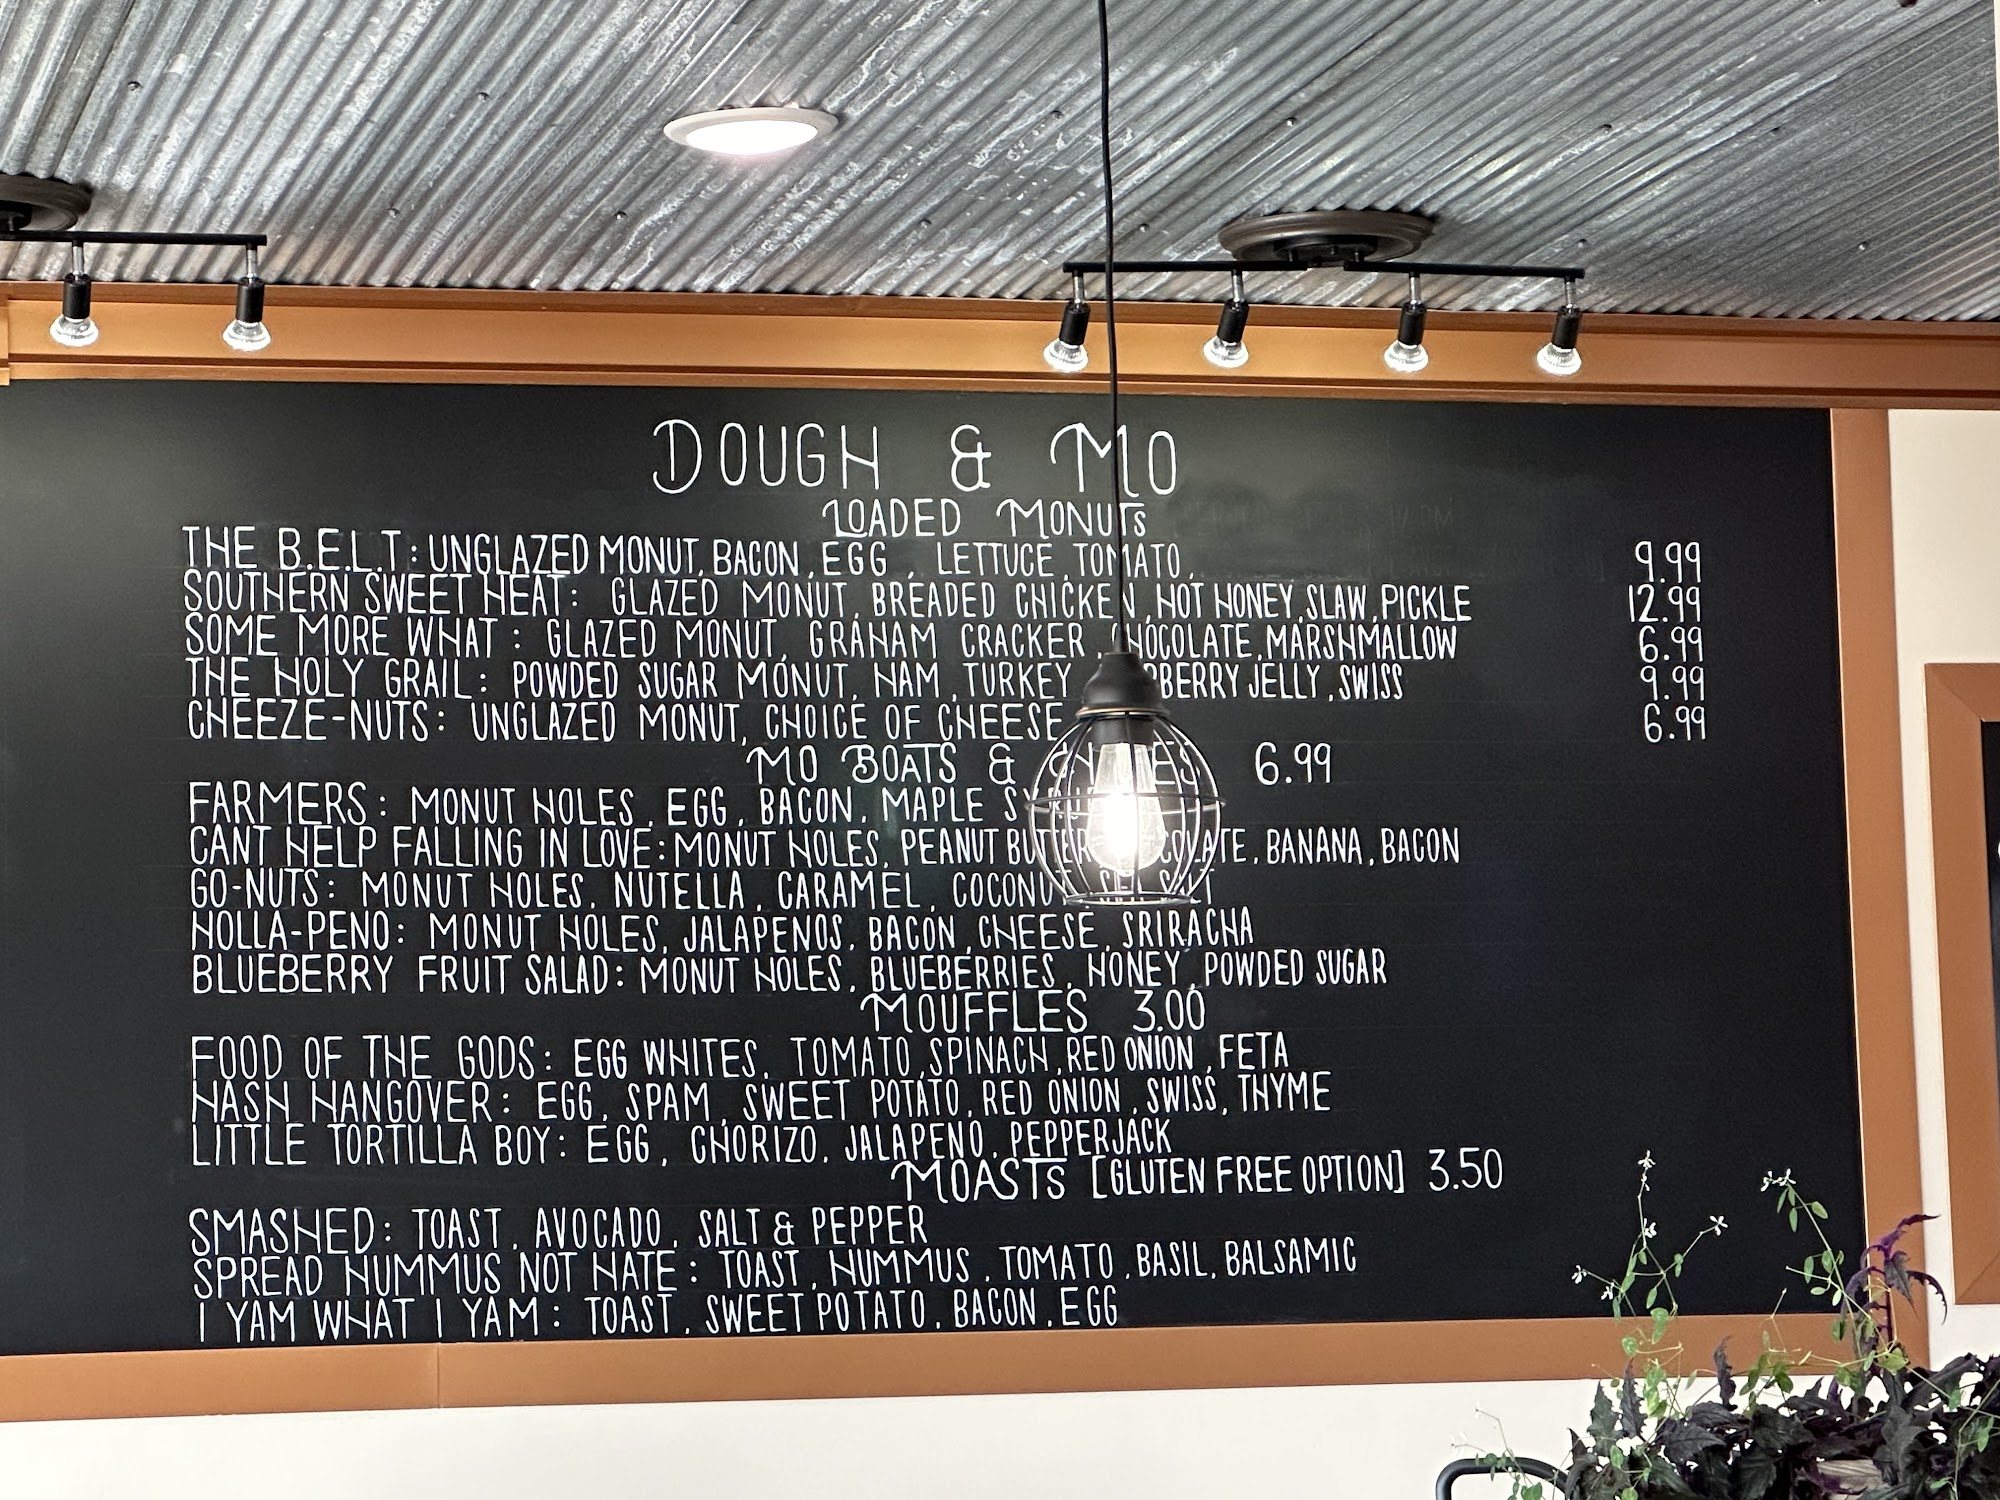 DOUGH & MO
LOADED MONUTS
THE B.E.L.T: UNGLAZED MONUT, BACON, EGG, LETTUCE, TOMATO, 9.99
SOUTHERN SWEET HEAT: GLAZED MONUT, BREADED CHICKEN, HOT HONEY, SLAW, PICKLE 12.99
SOME MORE WHAT: GLAZED MONUT, GRAHAM CRACKER, CHOCOLATE, MARSHMALLOW 6.99
THE HOLY GRAIL: POWDED SUGAR MONUT, HAM, TURKEY, JELLY, SWISS 9.99
CHEEZE-NUTS: UNGLAZED MONUT, CHOICE OF CHEESE 6.99
MO BOATS & 6.99
FARMERS: MONUT HOLES, EGG, BACON, MAPLE SYRUP
CANT HELP FALLING IN LOVE: MONUT HOLES, PEANUT BUTTER, CHOCOLATE, BANANA, BACON
GO-NUTS: MONUT HOLES, NUTELLA, CARAMEL, COCONUT, SEA SALT
HOLLA-PENO: MONUT HOLES, JALAPENOS, BACON, CHEESE, SRIRACHA
BLUEBERRY FRUIT SALAD: MONUT HOLES, BLUEBERRIES, HONEY, POWDED SUGAR
MOUFFLES 3.00
FOOD OF THE GODS: EGG WHITES, TOMATO, SPINACH, RED ONION, FETA
HASH HANGOVER: EGG, SPAM, SWEET POTATO, RED ONION, SWISS, THYME
LITTLE TORTILLA BOY: EGG, CHORIZO, JALAPENO, PEPPERJACK
MOASTS [GLUTEN FREE OPTION] 3.50
SMASHED: TOAST, AVOCADO, SALT & PEPPER
SPREAD HUMMUS NOT HATE: TOAST, HUMMUS, TOMATO, BASIL, BALSAMIC
I YAM WHAT I YAM: TOAST, SWEET POTATO, BACON, EGG